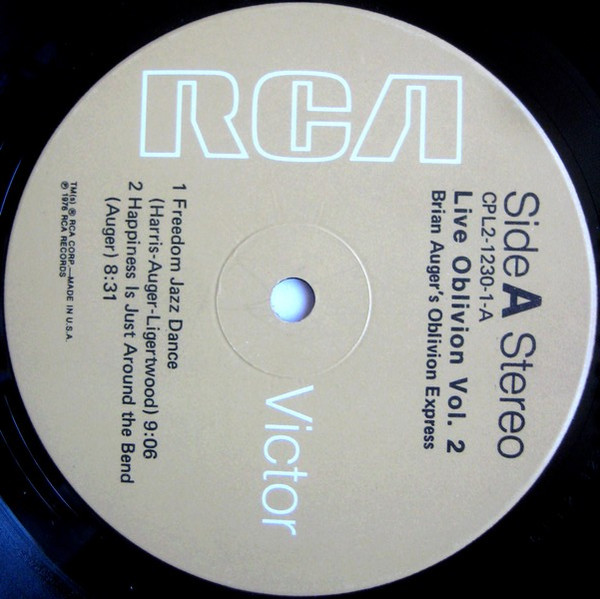 RCA
Side A Stereo
CPL2-1230-1-A
Live Oblivion Vol. 2
Brian Auger's Oblivion Express
Victor
1 Freedom Jazz Dance
(Harris-Auger-Ligertwood) 9:06
2 Happiness Is Just Around the Bend
(Auger) 8:31
TM(s) ® RCA CORP.—MADE IN U.S.A.
℗ 1976 RCA RECORDS